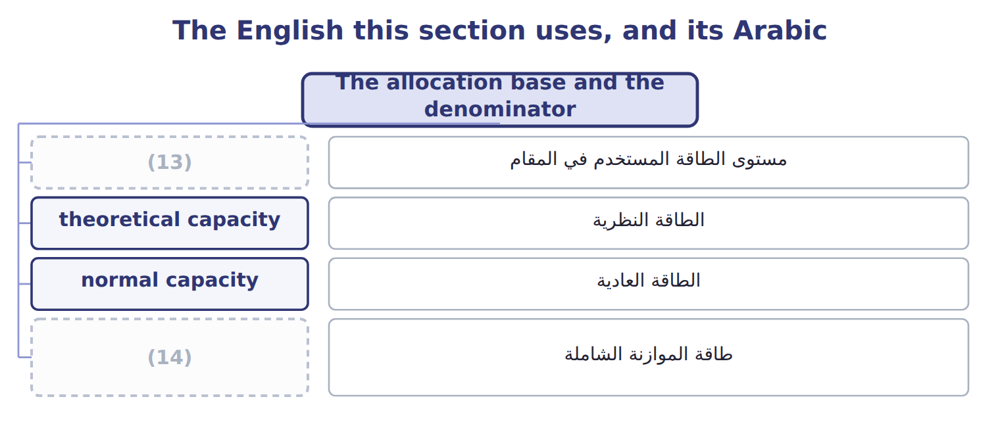 The English this section uses, and its Arabic
The allocation base and the
denominator
(13)
مستوى الطاقة المستخدم في المقام
theoretical capacity
الطاقة النظرية
normal capacity
الطاقة العادية
(14)
طاقة الموازنة الشاملة